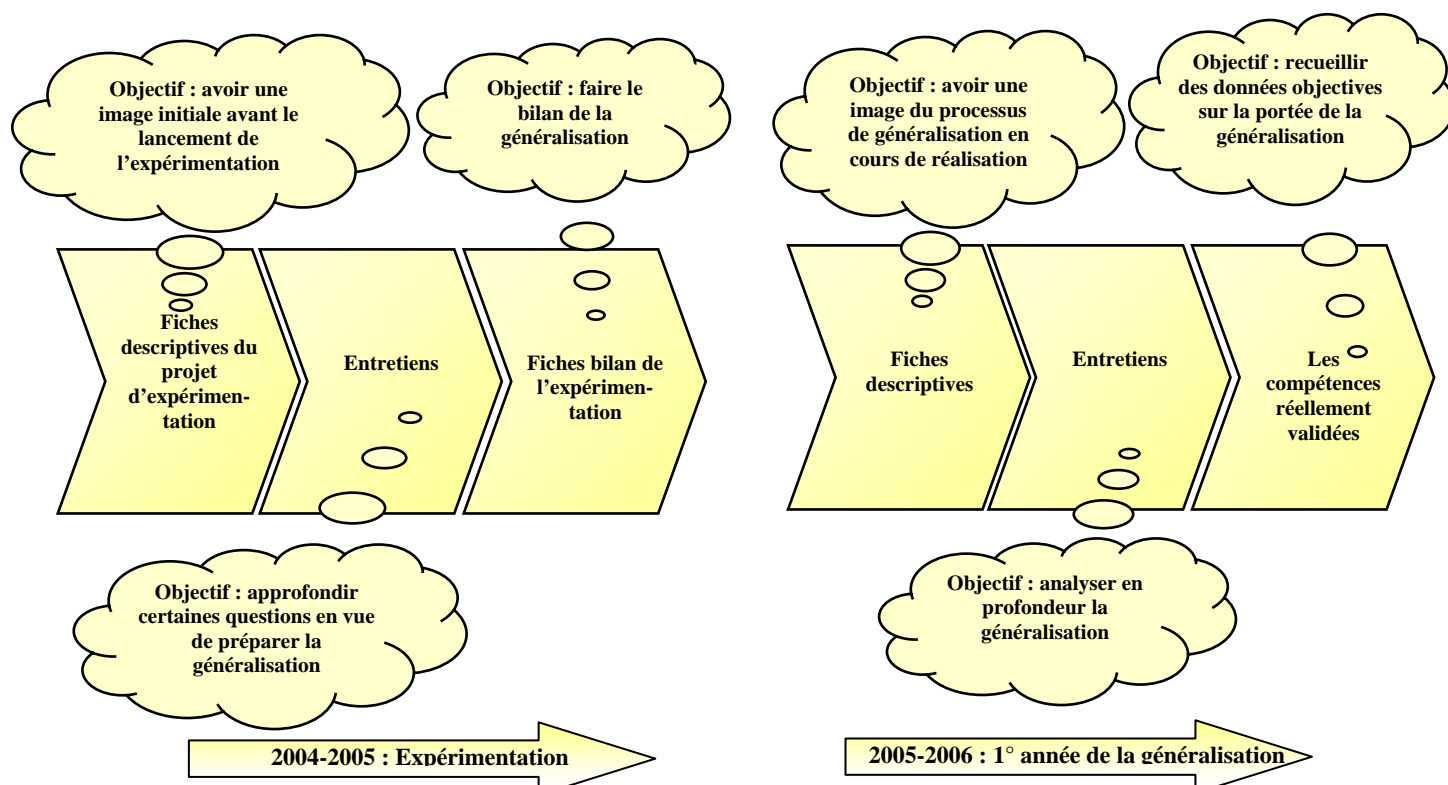 Objectif : avoir une
image initiale avant le
lancement de
l’expérimentation
Objectif : faire le
bilan de la
généralisation
Fiches
descriptives du
projet
d’expérimen-
tation
Entretiens
Fiches bilan de
l’expérimen-
tation
Objectif : approfondir
certaines questions en vue
de préparer la
généralisation
2004-2005 : Expérimentation
Objectif : avoir une
image du processus
de généralisation en
cours de réalisation
Objectif : recueillir
des données objectives
sur la portée de la
généralisation
Fiches
descriptives
Entretiens
Les
compétences
réellement
validées
Objectif : analyser en
profondeur la
généralisation
2005-2006 : 1° année de la généralisation